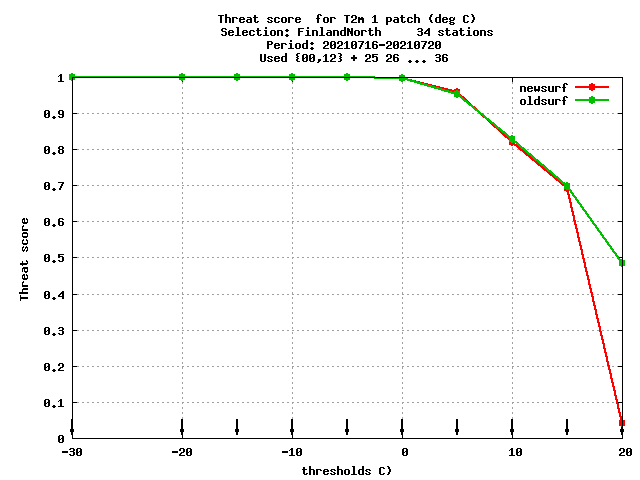 Threat score  for T2m 1 patch (deg C)
Selection: FinlandNorth     34 stations
Period: 20210716-20210720
Used {00,12} + 25 26 ... 36
newsurf
oldsurf
Threat score
1
0.9
0.8
0.7
0.6
0.5
0.4
0.3
0.2
0.1
0
-30
-20
-10
0
10
20
thresholds C)